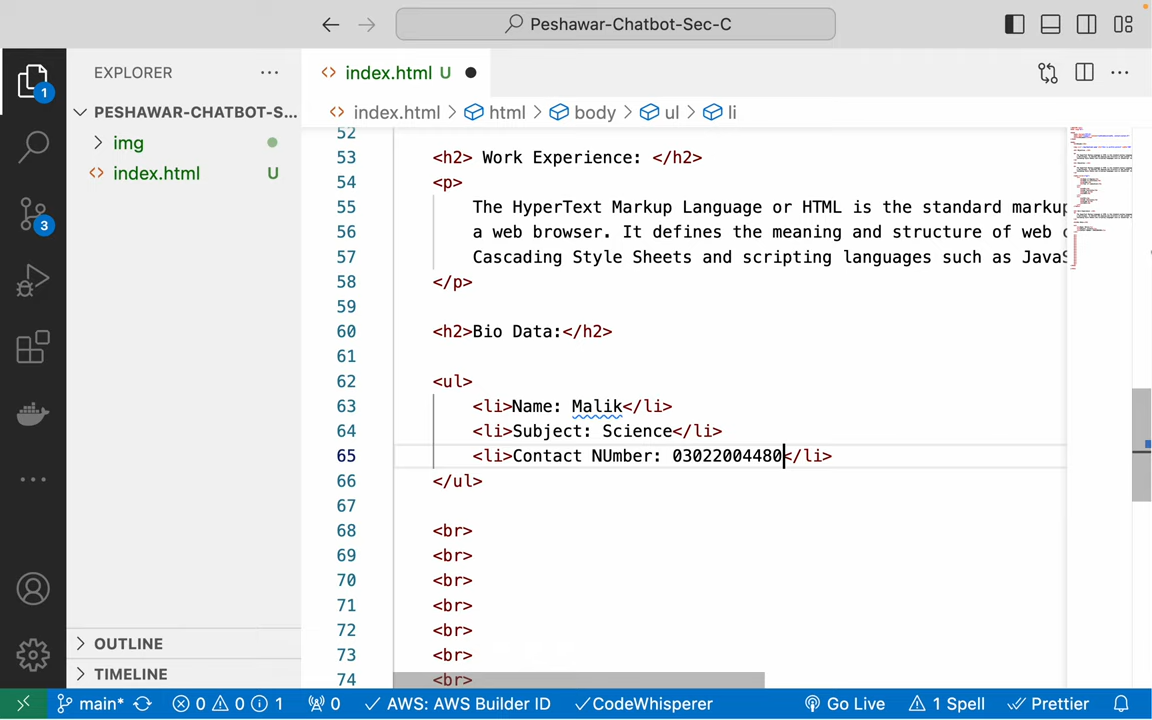 Peshawar-Chatbot-Sec-C
EXPLORER
index.html U
PESHAWAR-CHATBOT-S...
index.html > html > body > ul > li
img
index.html U
1
3
52
53 <h2> Work Experience: </h2>
54 <p>
55 The HyperText Markup Language or HTML is the standard marku
56 a web browser. It defines the meaning and structure of web
57 Cascading Style Sheets and scripting languages such as Java
58 </p>
59
60 <h2>Bio Data:</h2>
61
62 <ul>
63 <li>Name: Malik</li>
64 <li>Subject: Science</li>
65 <li>Contact NUmber: 03022004480</li>
66 </ul>
67
68 <br>
69 <br>
70 <br>
71 <br>
72 <br>
73 <br>
74 <br>
OUTLINE
TIMELINE
main* 0 0 1 0 AWS: AWS Builder ID CodeWhisperer Go Live 1 Spell Prettier